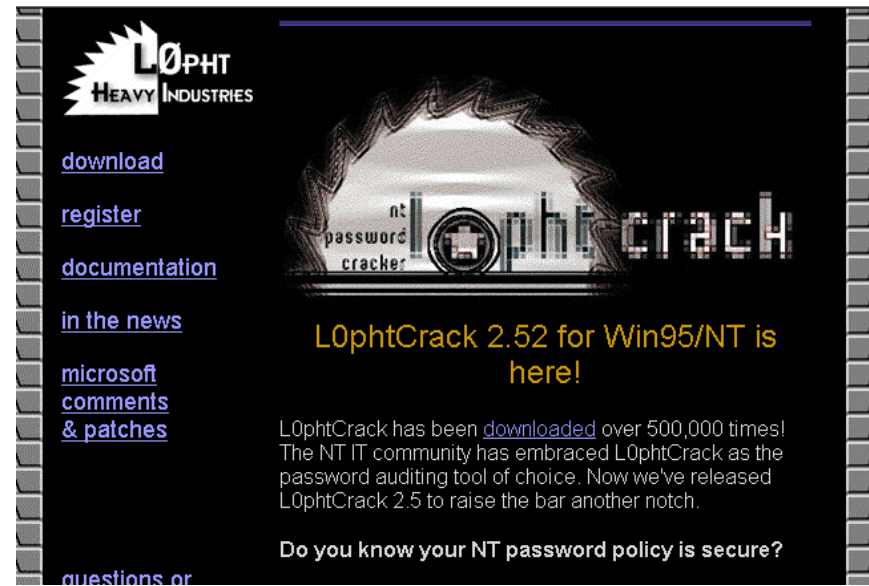 L0PHT
HEAVY INDUSTRIES
download
register
documentation
in the news
microsoft
comments
& patches
questions or
nt
password
cracker
l0phtcrack
L0phtCrack 2.52 for Win95/NT is
here!
L0phtCrack has been downloaded over 500,000 times!
The NT IT community has embraced L0phtCrack as the
password auditing tool of choice. Now we've released
L0phtCrack 2.5 to raise the bar another notch.
Do you know your NT password policy is secure?